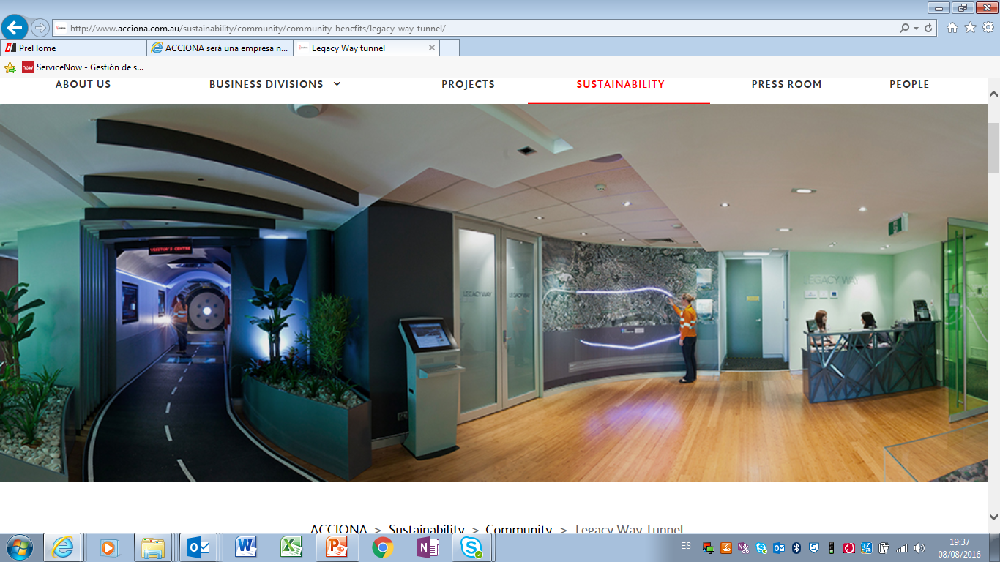 http://www.acciona.com.au/sustainability/community/community-benefits/legacy-way-tunnel/
PreHome
ACCIONA será una empresa n...
Legacy Way tunnel
ServiceNow - Gestión de s...
ABOUT US
BUSINESS DIVISIONS
PROJECTS
SUSTAINABILITY
PRESS ROOM
PEOPLE
VISITOR'S CENTRE
LEGACY WAY
LEGACY WAY
LEGACY WAY
ACCIONA > Sustainability > Community > Legacy Way Tunnel
ES
19:37
08/08/2016